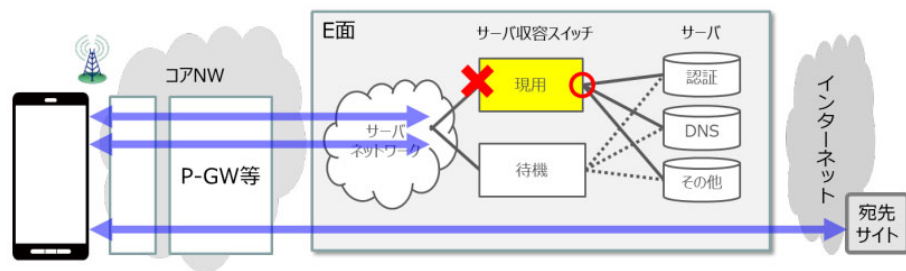 E面
サーバ収容スイッチ
サーバ
コアNW
現用
認証
サーバ
ネットワーク
DNS
P-GW等
待機
その他
インターネット
宛先
サイト